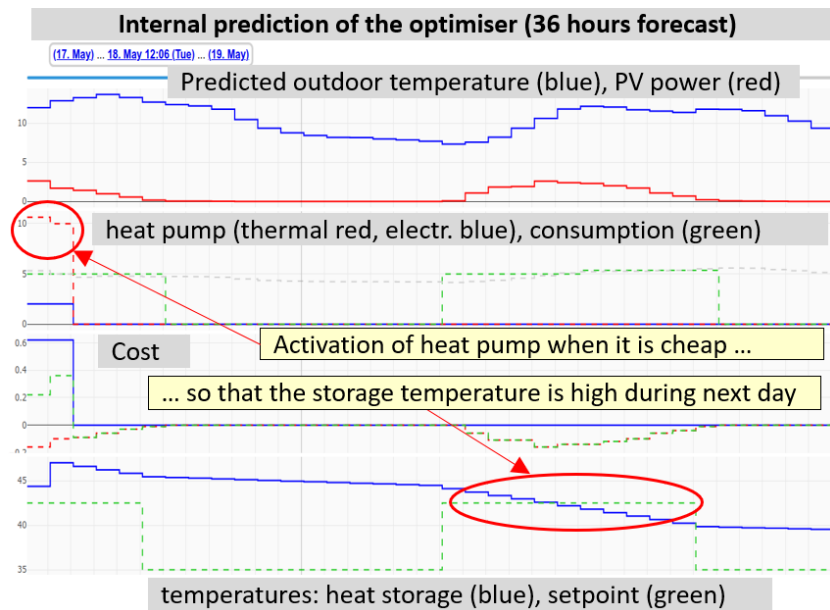 Internal prediction of the optimiser (36 hours forecast)
(17. May) ... 18. May 12:06 (Tue) ... (19. May)
Predicted outdoor temperature (blue), PV power (red)
10
5
0
10
heat pump (thermal red, electr. blue), consumption (green)
5
0
0.6
Cost
Activation of heat pump when it is cheap …
0.4
… so that the storage temperature is high during next day
0.2
0
0.2
45
40
35
temperatures: heat storage (blue), setpoint (green)